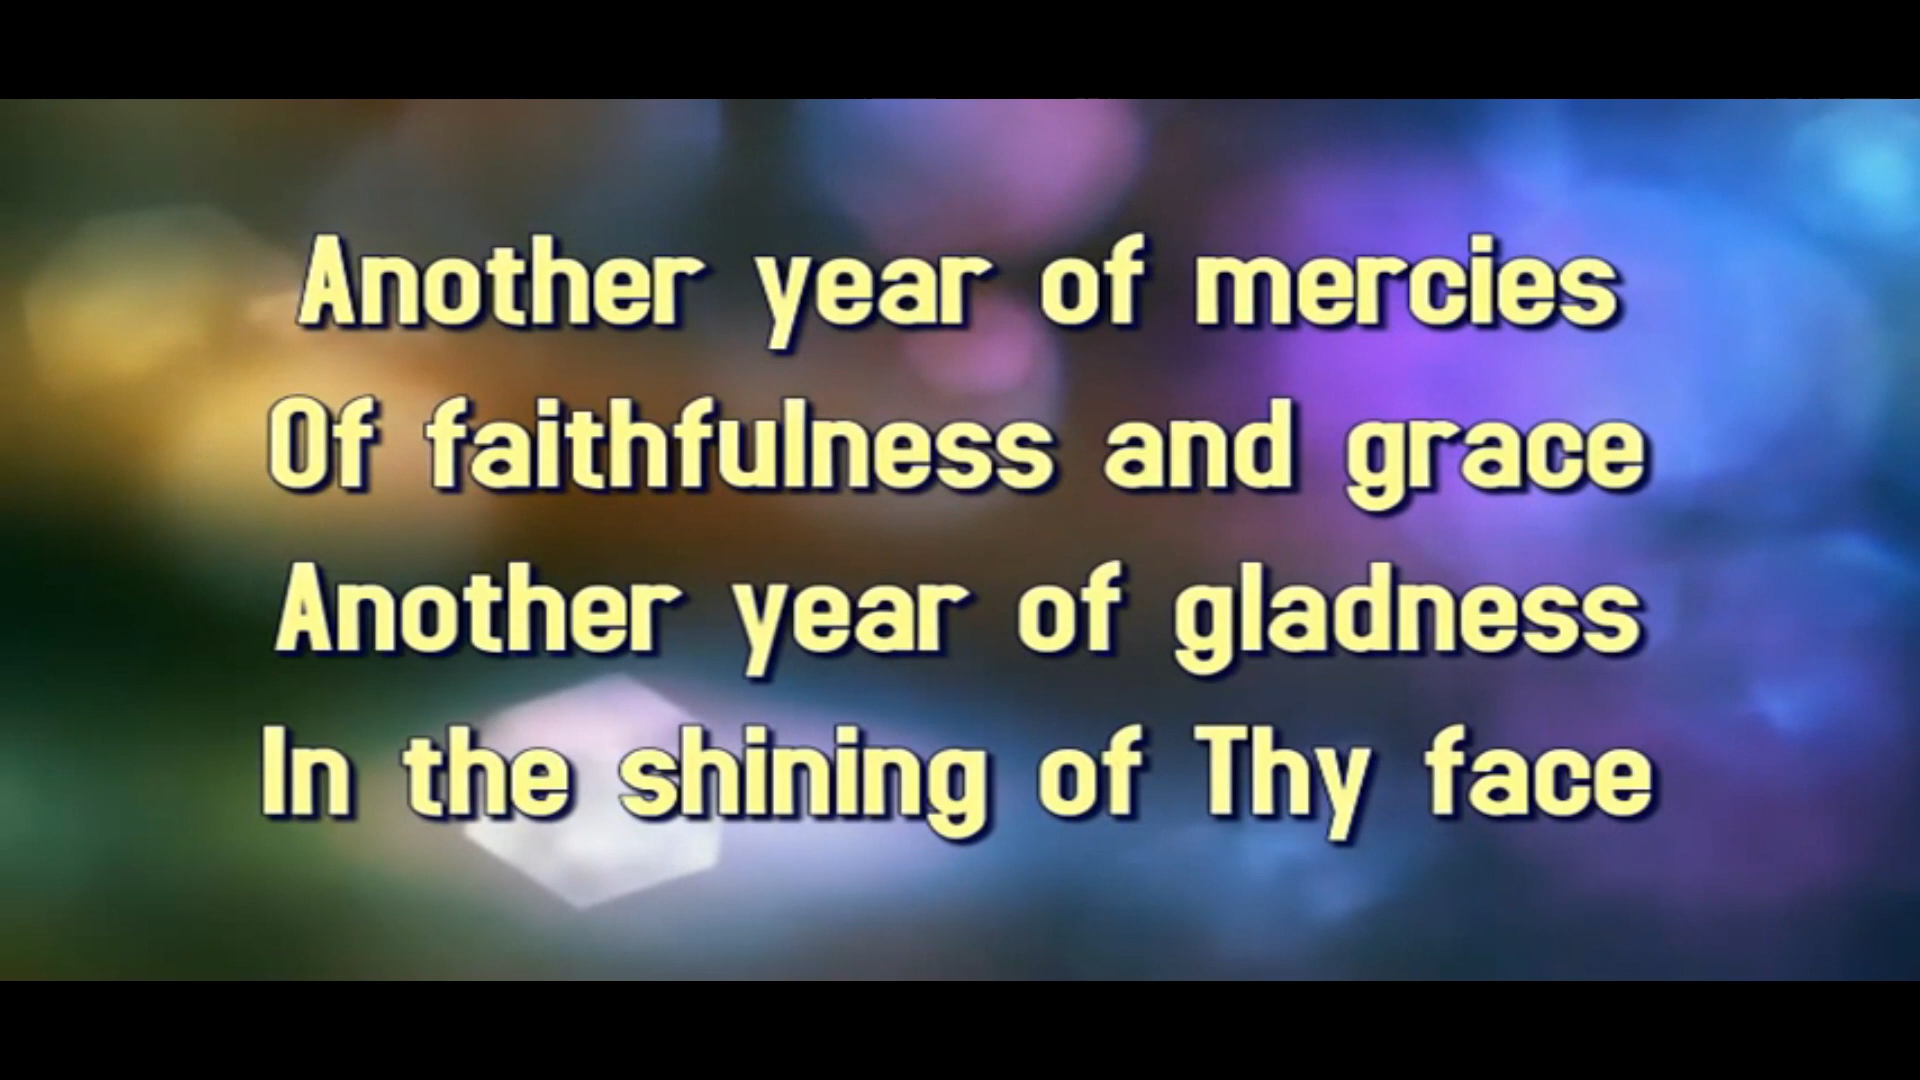 Another year of mercies
Of faithfulness and grace
Another year of gladness
In the shining of Thy face